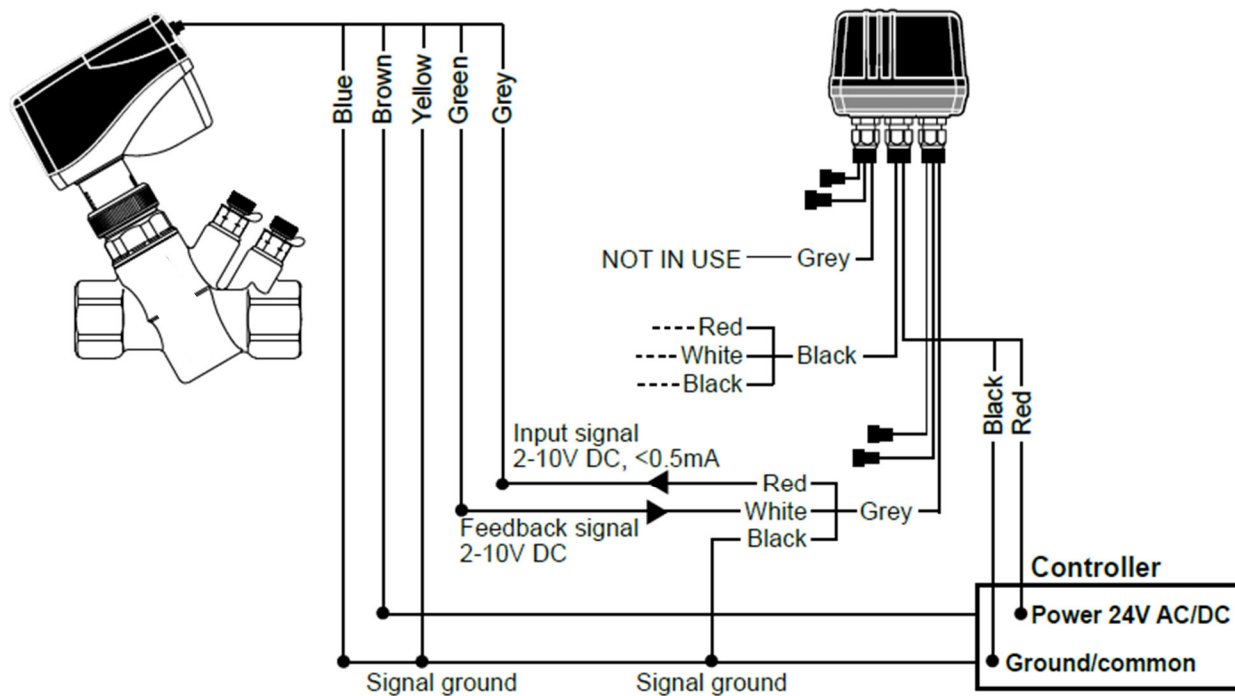 Blue
Brown
Yellow
Green
Grey
NOT IN USE
Grey
Red
White
Black
Black
Black
Red
Input signal
2-10V DC, <0.5mA
Red
White
Grey
Black
Feedback signal
2-10V DC
Controller
Power 24V AC/DC
Ground/common
Signal ground
Signal ground